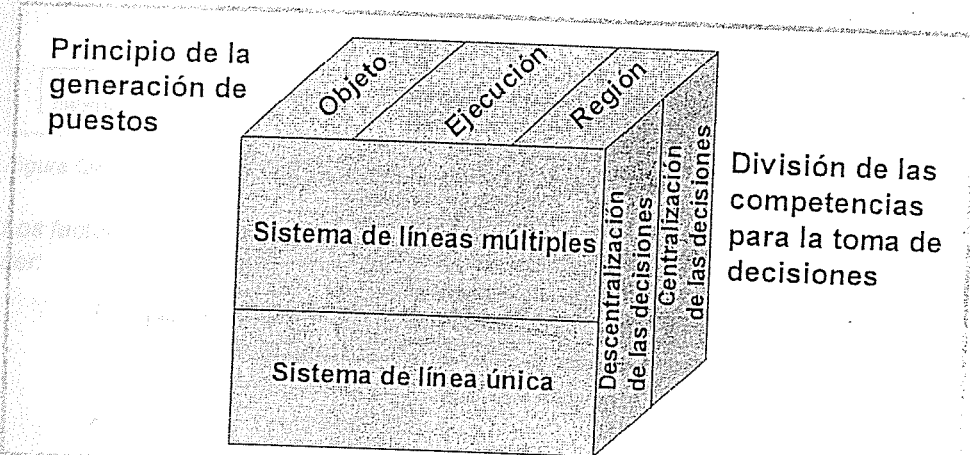 Principio de la
generación de
puestos
Objeto
Ejecución
Región
Sistema de líneas múltiples
Sistema de línea única
Descentralización
de las decisiones
Centralización
de las decisiones
División de las
competencias
para la toma de
decisiones